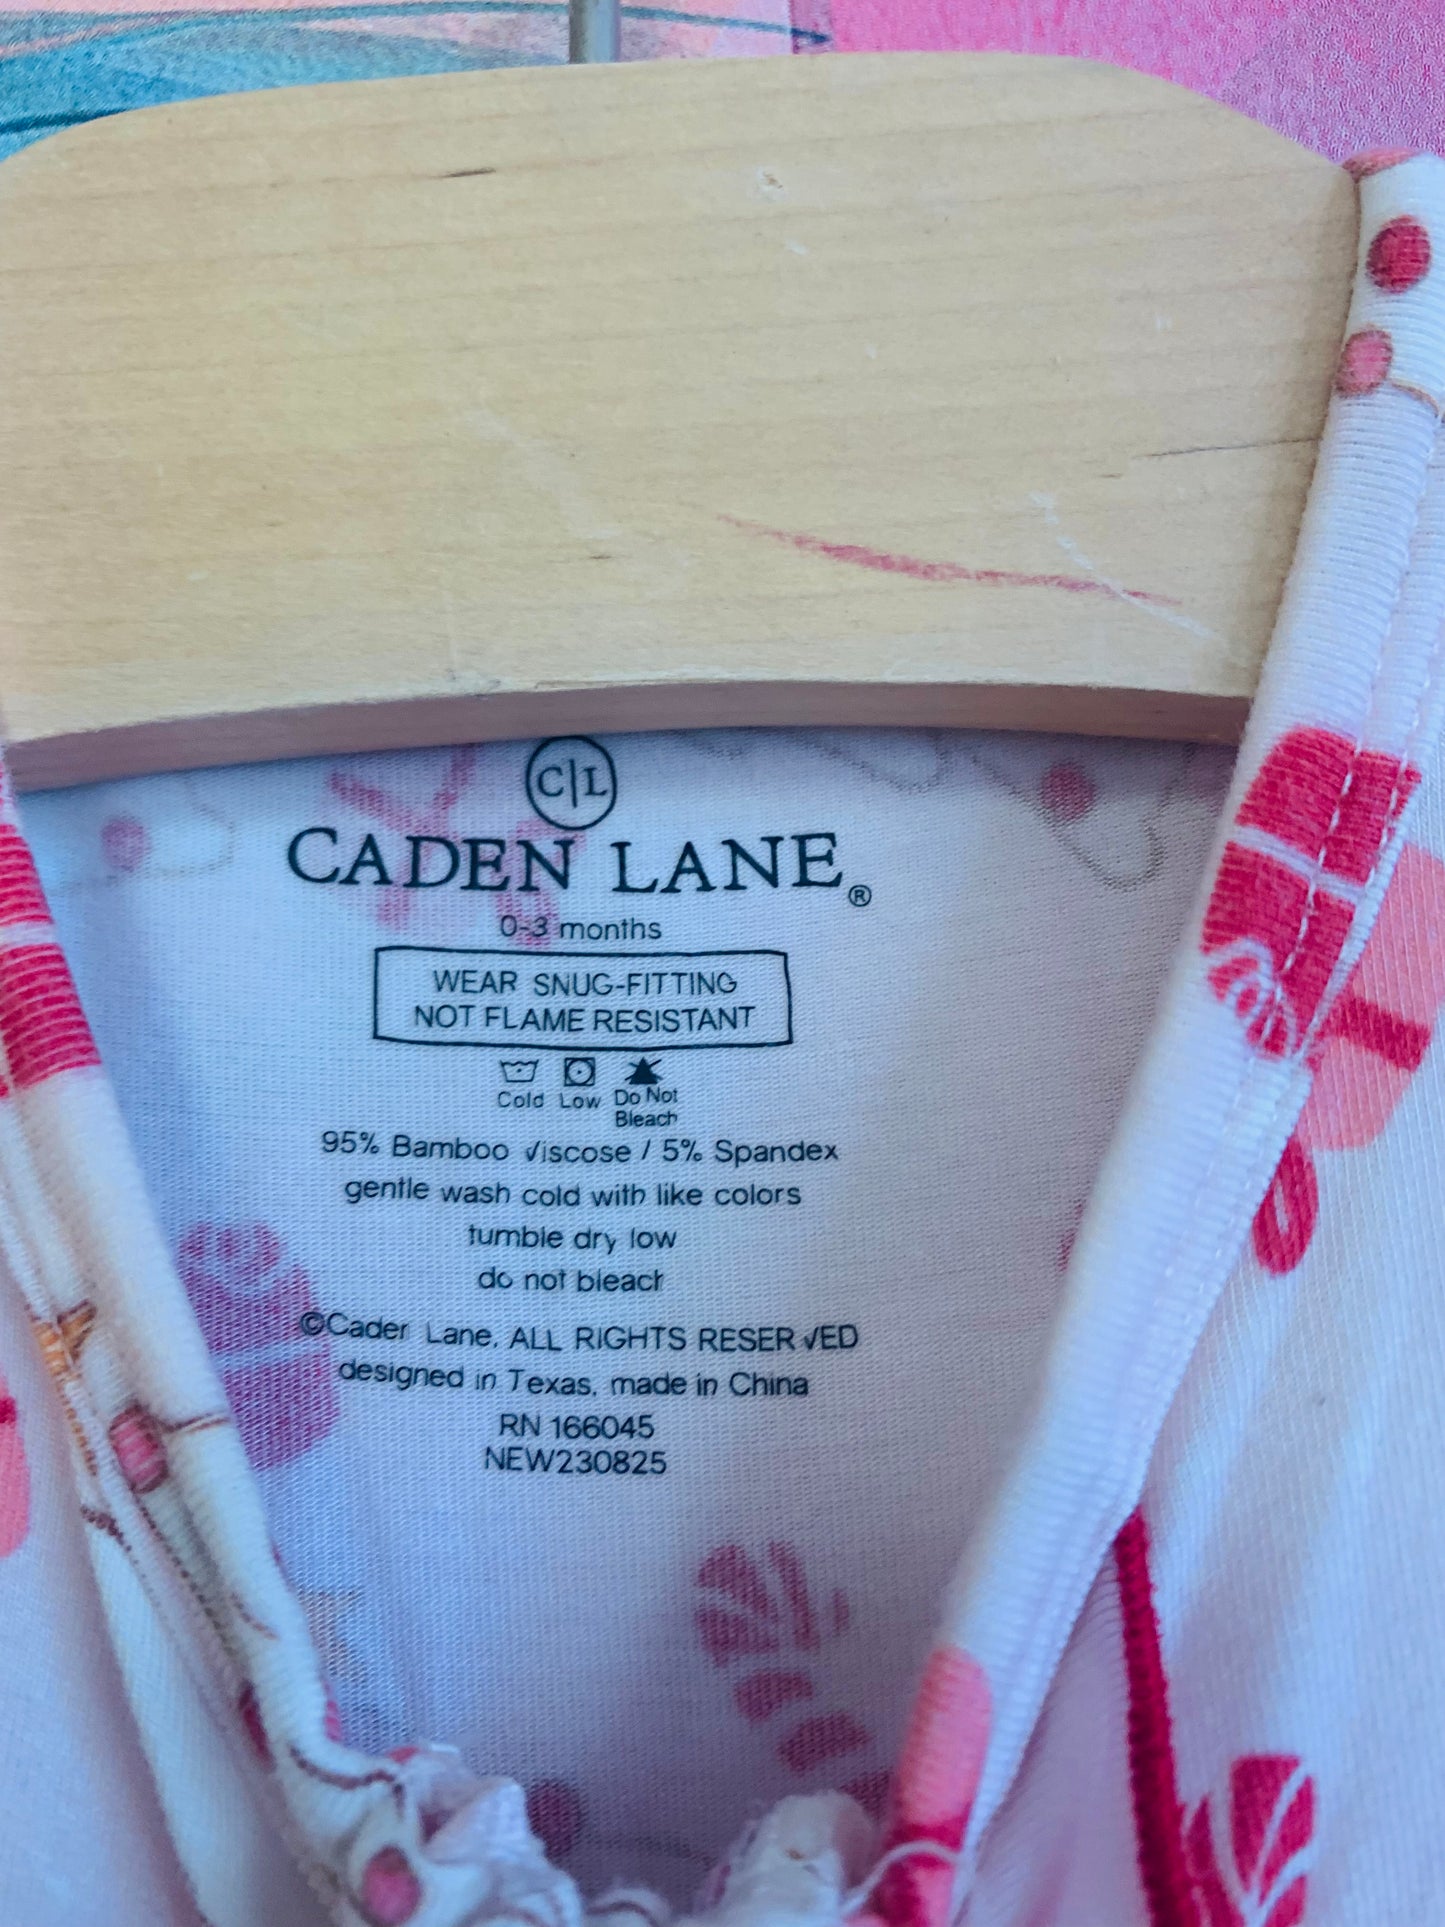 C|L
CADEN LANE®
0-3 months
WEAR SNUG-FITTING
NOT FLAME RESISTANT
Cold Low Do Not
Bleach
95% Bamboo Viscose / 5% Spandex
gentle wash cold with like colors
tumble dry low
do not bleach
©Caden Lane, ALL RIGHTS RESERVED
designed in Texas, made in China
RN 166045
NEW230825